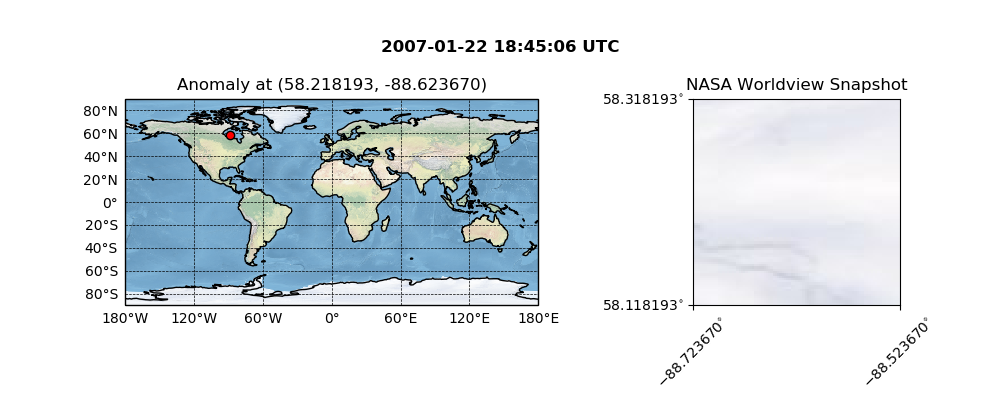 2007-01-22 18:45:06 UTC
Anomaly at (58.218193, -88.623670)
NASA Worldview Snapshot
80°N
60°N
40°N
20°N
0°
20°S
40°S
60°S
80°S
180°W 120°W 60°W 0° 60°E 120°E 180°E
58.318193°
58.118193°
−88.723670°
−88.523670°